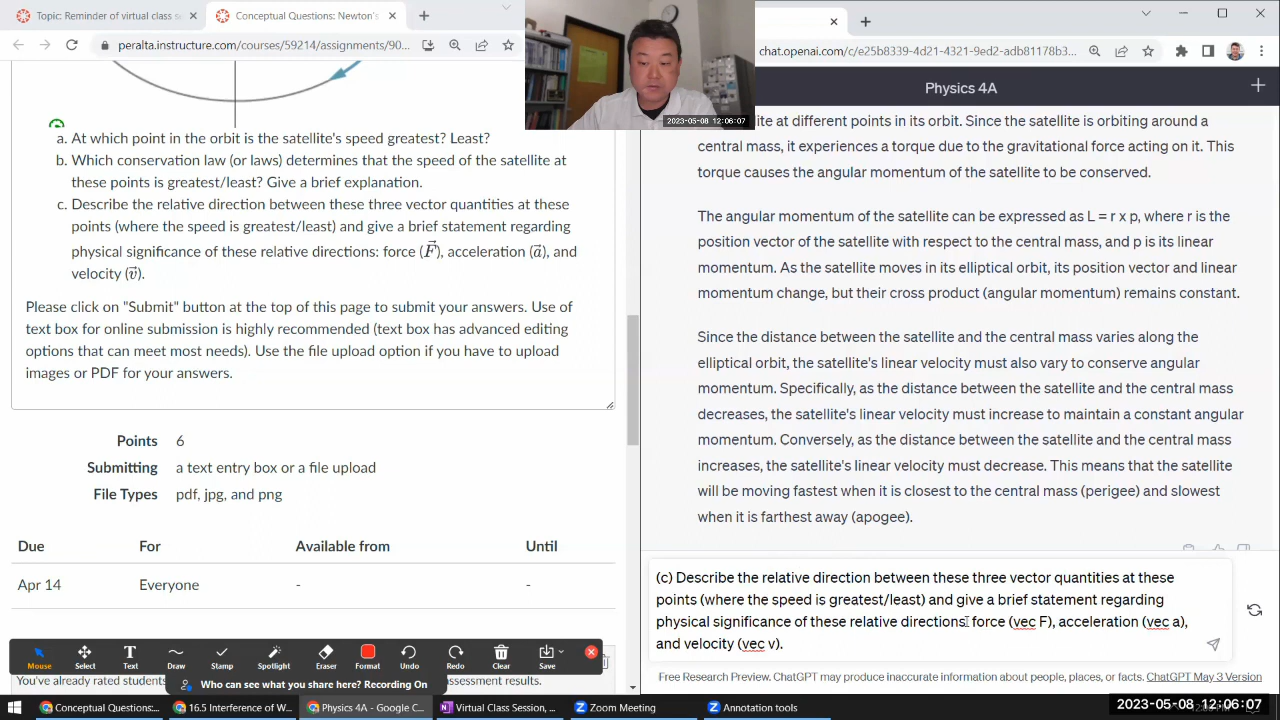 Topic: Reminder of virtual class s
Conceptual Questions: Newton's
peralta.instructure.com/courses/59214/assignments/90...
a. At which point in the orbit is the satellite's speed greatest? Least?
b. Which conservation law (or laws) determines that the speed of the satellite at
these points is greatest/least? Give a brief explanation.
c. Describe the relative direction between these three vector quantities at these
points (where the speed is greatest/least) and give a brief statement regarding
physical significance of these relative directions: force (F⃗), acceleration (a⃗), and
velocity (v⃗).
Please click on "Submit" button at the top of this page to submit your answers. Use of
text box for online submission is highly recommended (text box has advanced editing
options that can meet most needs). Use the file upload option if you have to upload
images or PDF for your answers.
Points 6
Submitting a text entry box or a file upload
File Types pdf, jpg, and png
Due For Available from Until
Apr 14 Everyone - -
Mouse Select Text Draw Stamp Spotlight Eraser Format Undo Redo Clear Save
You've already rated students
assessment results.
Who can see what you share here? Recording On
2023-05-08 12:06:07
chat.openai.com/c/e25b8339-4d21-4321-9ed2-adb81178b3...
Physics 4A
lite at different points in its orbit. Since the satellite is orbiting around a
central mass, it experiences a torque due to the gravitational force acting on it. This
torque causes the angular momentum of the satellite to be conserved.
The angular momentum of the satellite can be expressed as L = r x p, where r is the
position vector of the satellite with respect to the central mass, and p is its linear
momentum. As the satellite moves in its elliptical orbit, its position vector and linear
momentum change, but their cross product (angular momentum) remains constant.
Since the distance between the satellite and the central mass varies along the
elliptical orbit, the satellite's linear velocity must also vary to conserve angular
momentum. Specifically, as the distance between the satellite and the central mass
decreases, the satellite's linear velocity must increase to maintain a constant angular
momentum. Conversely, as the distance between the satellite and the central mass
increases, the satellite's linear velocity must decrease. This means that the satellite
will be moving fastest when it is closest to the central mass (perigee) and slowest
when it is farthest away (apogee).
(c) Describe the relative direction between these three vector quantities at these
points (where the speed is greatest/least) and give a brief statement regarding
physical significance of these relative directions: force (vec F), acceleration (vec a),
and velocity (vec v).
Free Research Preview. ChatGPT may produce inaccurate information about people, places, or facts. ChatGPT May 3 Version
Conceptual Questions:...
16.5 Interference of W...
Physics 4A - Google C...
Virtual Class Session, ...
Zoom Meeting
Annotation tools
2023-05-08 12:06:07